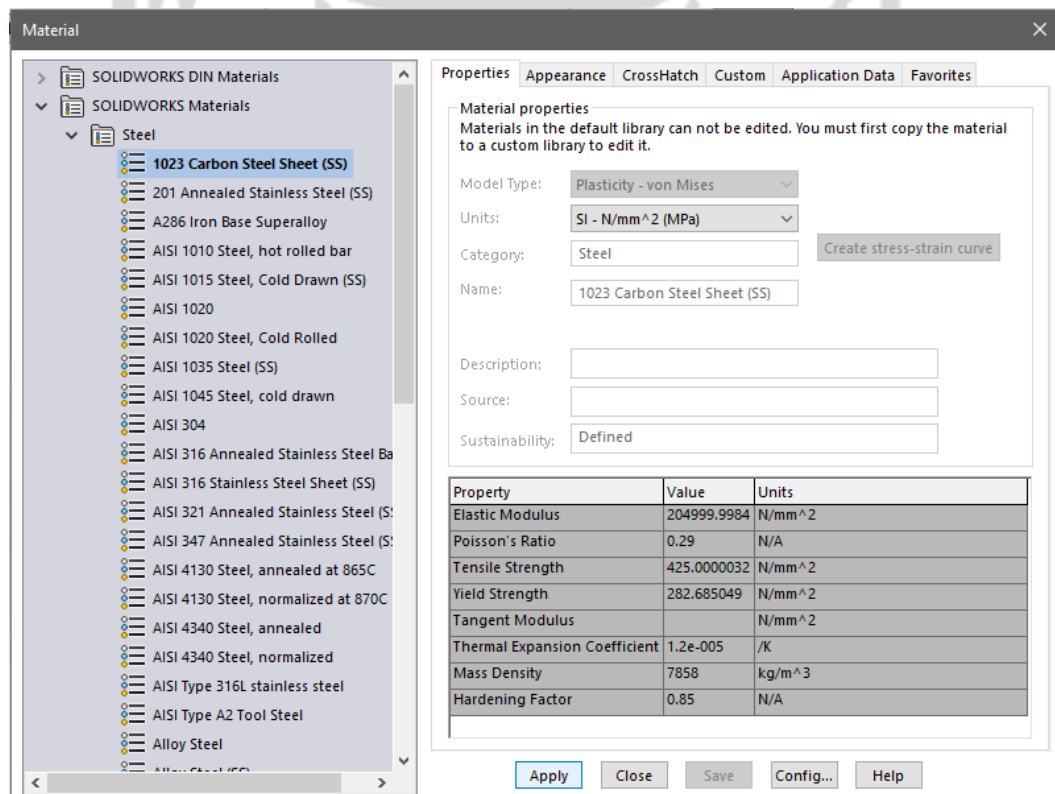 Material
SOLIDWORKS DIN Materials
SOLIDWORKS Materials
Steel
1023 Carbon Steel Sheet (SS)
201 Annealed Stainless Steel (SS)
A286 Iron Base Superalloy
AISI 1010 Steel, hot rolled bar
AISI 1015 Steel, Cold Drawn (SS)
AISI 1020
AISI 1020 Steel, Cold Rolled
AISI 1035 Steel (SS)
AISI 1045 Steel, cold drawn
AISI 304
AISI 316 Annealed Stainless Steel Ba
AISI 316 Stainless Steel Sheet (SS)
AISI 321 Annealed Stainless Steel (S
AISI 347 Annealed Stainless Steel (S
AISI 4130 Steel, annealed at 865C
AISI 4130 Steel, normalized at 870C
AISI 4340 Steel, annealed
AISI 4340 Steel, normalized
AISI Type 316L stainless steel
AISI Type A2 Tool Steel
Alloy Steel
Properties Appearance CrossHatch Custom Application Data Favorites
Material properties
Materials in the default library can not be edited. You must first copy the material
to a custom library to edit it.
Model Type: Plasticity - von Mises
Units: SI - N/mm^2 (MPa)
Category: Steel Create stress-strain curve
Name: 1023 Carbon Steel Sheet (SS)
Description:
Source:
Sustainability: Defined
Property Value Units
Elastic Modulus 204999.9984 N/mm^2
Poisson's Ratio 0.29 N/A
Tensile Strength 425.0000032 N/mm^2
Yield Strength 282.685049 N/mm^2
Tangent Modulus N/mm^2
Thermal Expansion Coefficient 1.2e-005 /K
Mass Density 7858 kg/m^3
Hardening Factor 0.85 N/A
Apply Close Save Config... Help